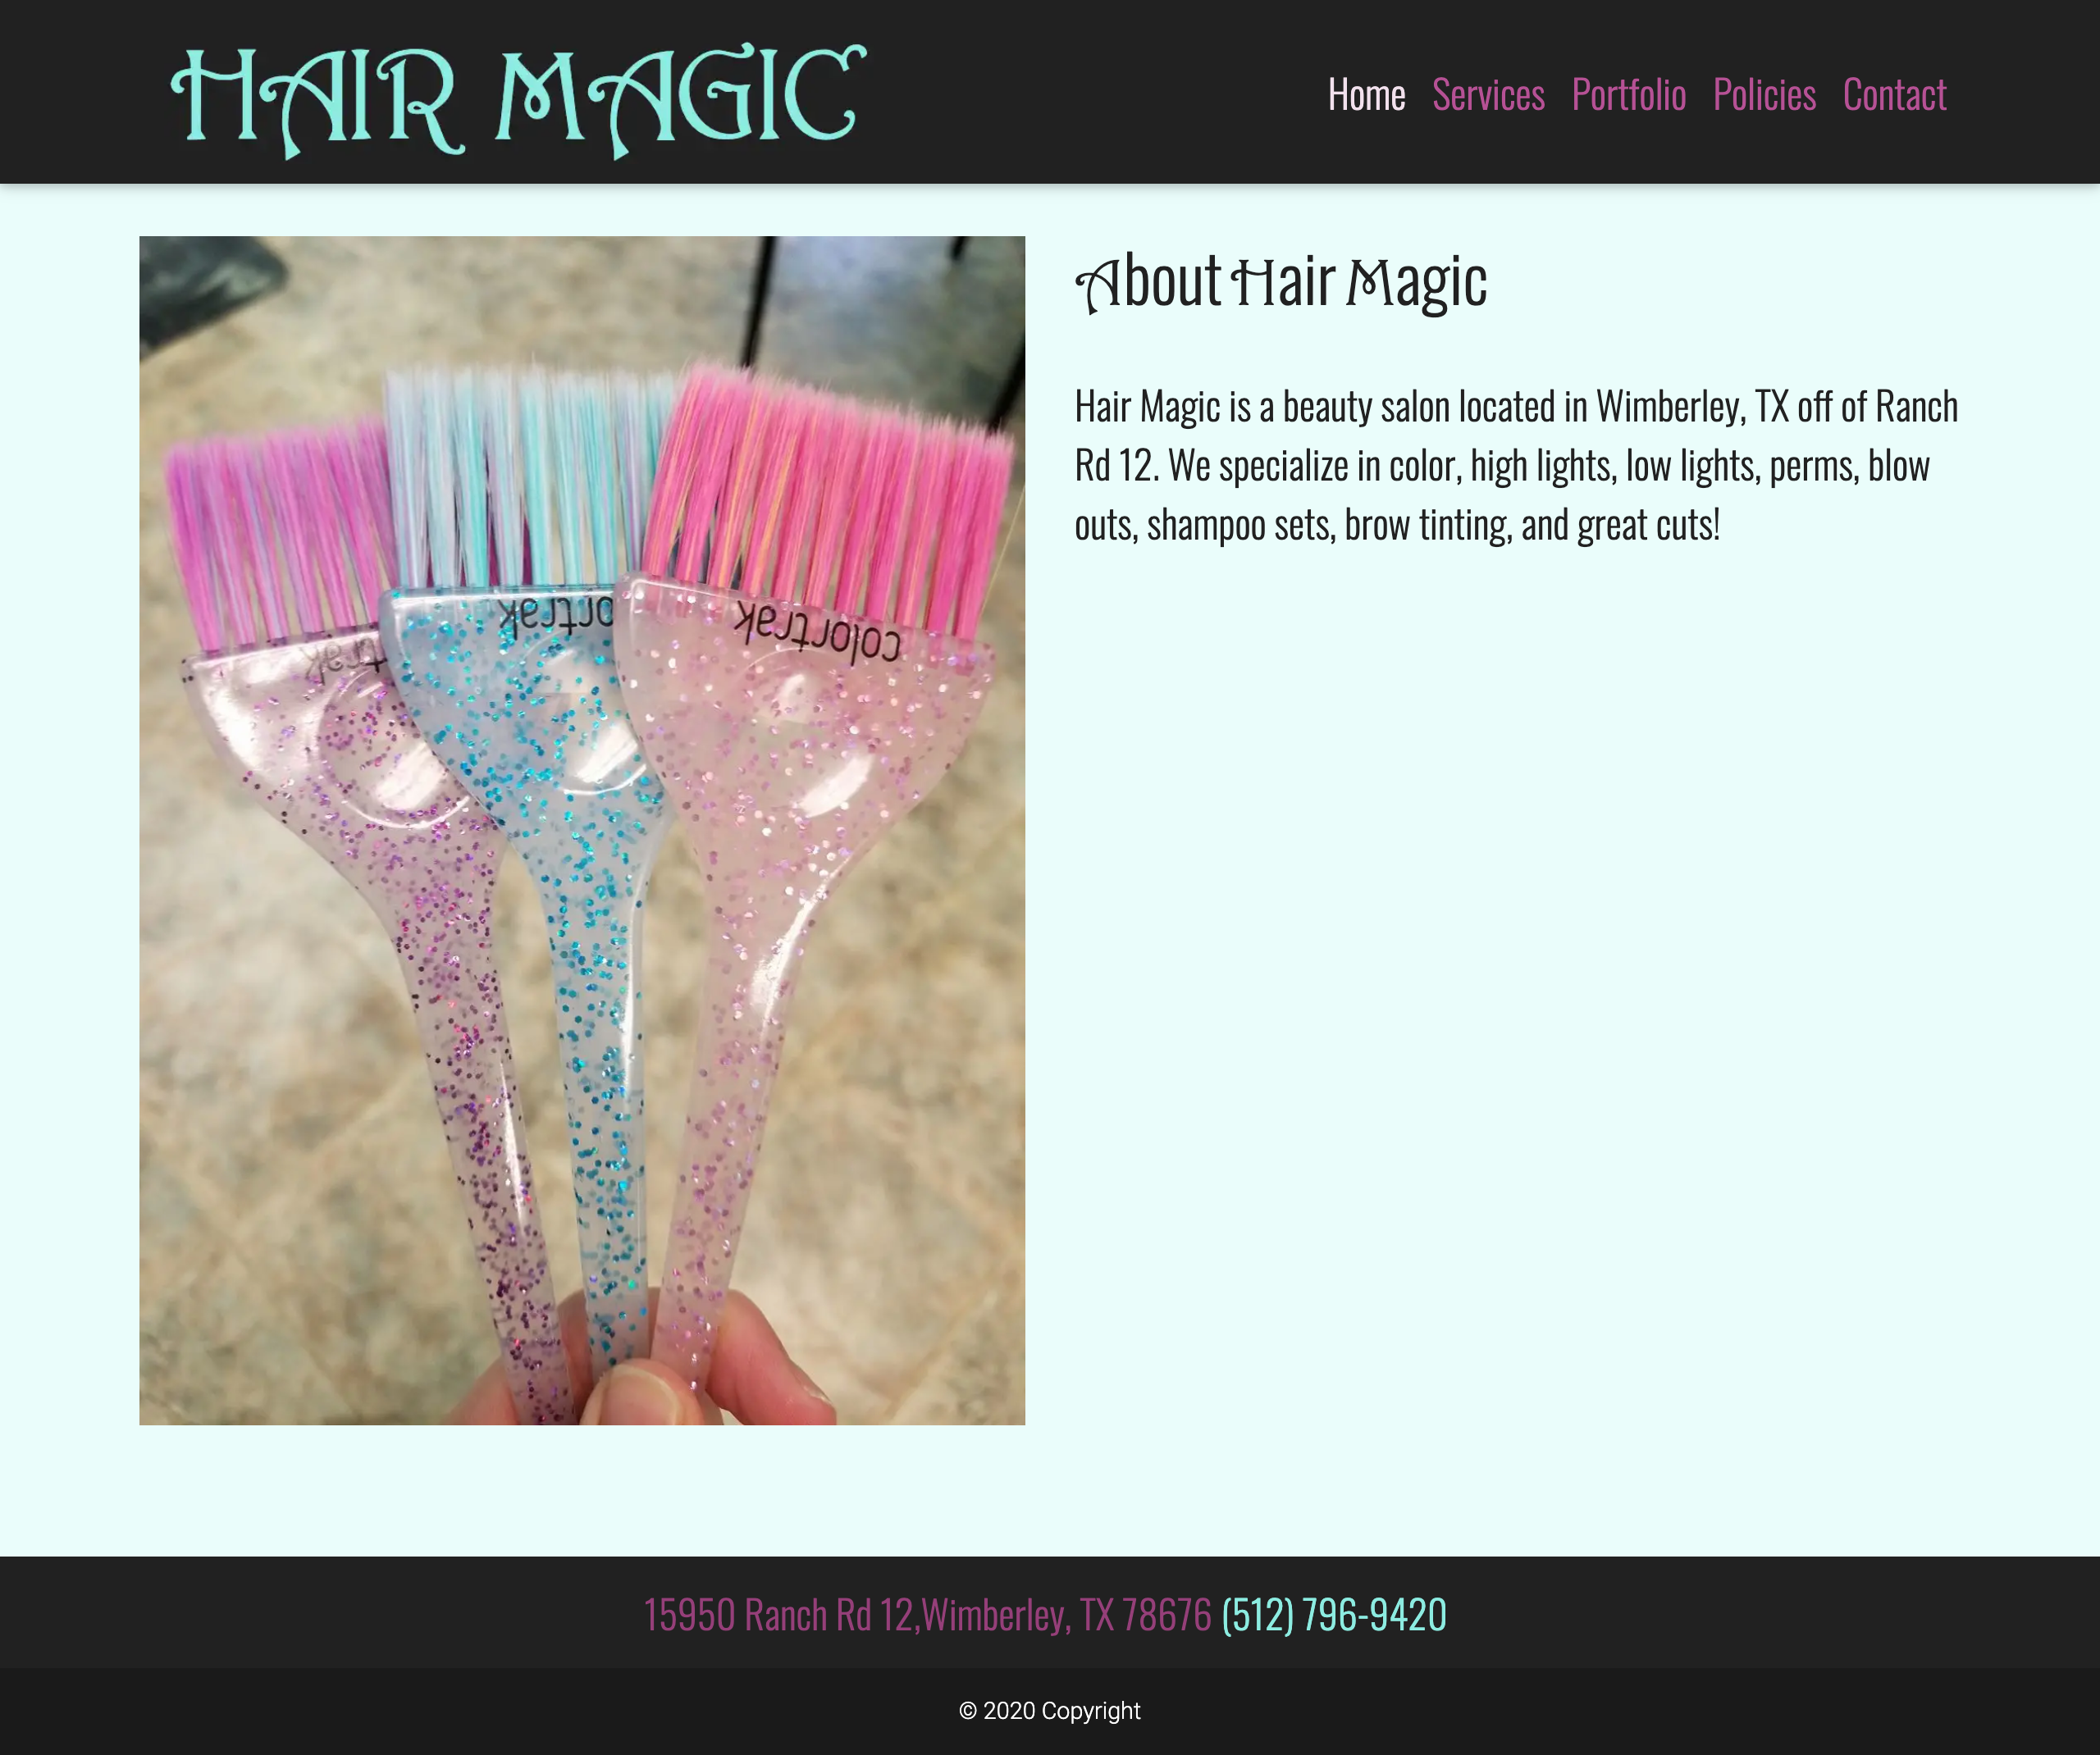 HAIR MAGIC
Home Services Portfolio Policies Contact
About Hair Magic
Hair Magic is a beauty salon located in Wimberley, TX off of Ranch
Rd 12. We specialize in color, high lights, low lights, perms, blow
outs, shampoo sets, brow tinting, and great cuts!
trak
ortrak
colortrak
15950 Ranch Rd 12,Wimberley, TX 78676 (512) 796-9420
© 2020 Copyright